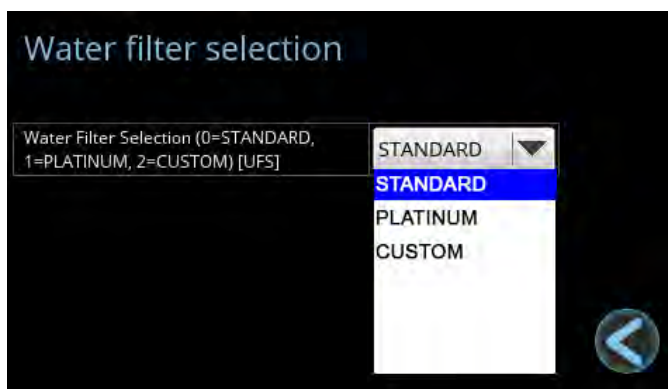 Water filter selection
Water Filter Selection (0=STANDARD,
1=PLATINUM, 2=CUSTOM) [UFS]
STANDARD
STANDARD
PLATINUM
CUSTOM